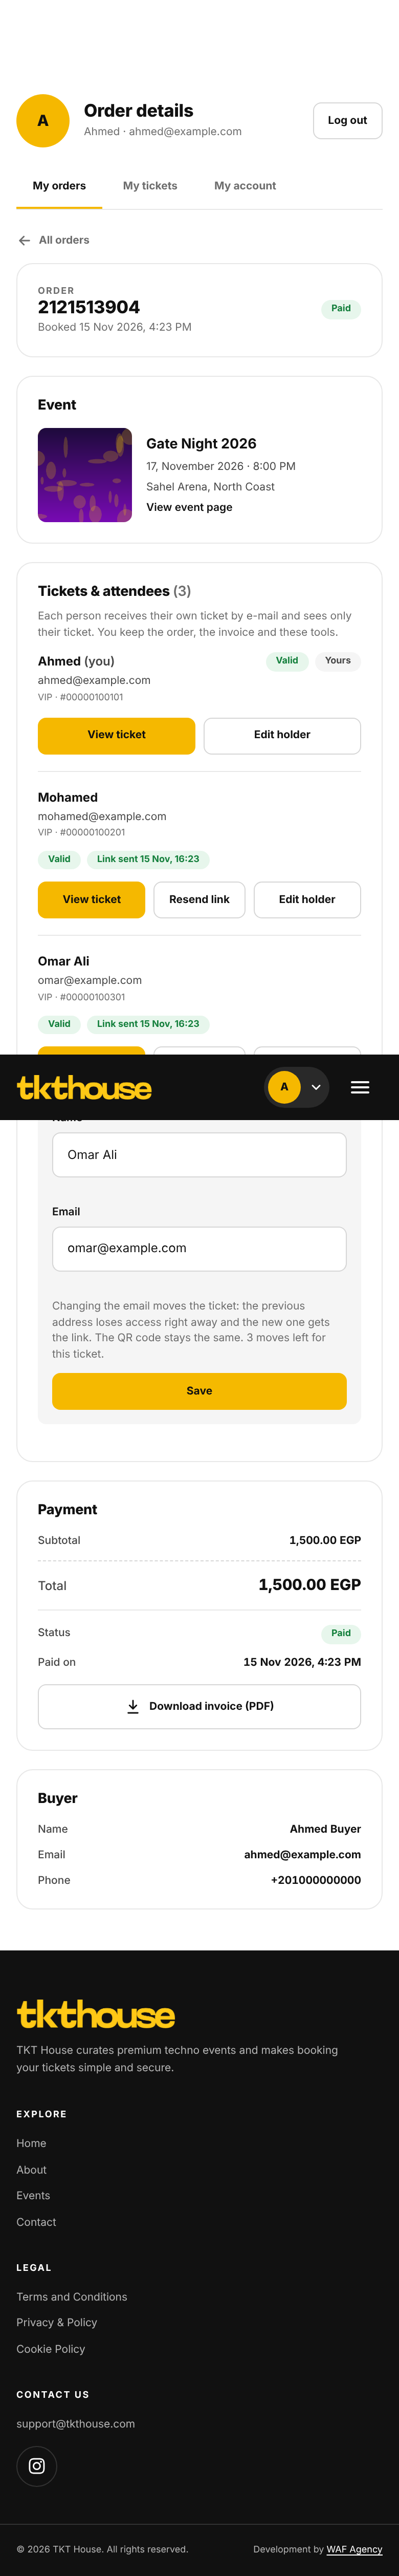 A
Order details
Ahmed · ahmed@example.com
Log out
My orders
My tickets
My account
All orders
ORDER
2121513904
Booked 15 Nov 2026, 4:23 PM
Paid
Event
Gate Night 2026
17, November 2026 · 8:00 PM
Sahel Arena, North Coast
View event page
Tickets & attendees (3)
Each person receives their own ticket by e-mail and sees only
their ticket. You keep the order, the invoice and these tools.
Ahmed (you)
Valid
Yours
ahmed@example.com
VIP · #00000100101
View ticket
Edit holder
Mohamed
mohamed@example.com
VIP · #00000100201
Valid
Link sent 15 Nov, 16:23
View ticket
Resend link
Edit holder
Omar Ali
omar@example.com
VIP · #00000100301
Valid
Link sent 15 Nov, 16:23
tkthouse
A
Name
Omar Ali
Email
omar@example.com
Changing the email moves the ticket: the previous
address loses access right away and the new one gets
the link. The QR code stays the same. 3 moves left for
this ticket.
Save
Payment
Subtotal
1,500.00 EGP
Total
1,500.00 EGP
Status
Paid
Paid on
15 Nov 2026, 4:23 PM
Download invoice (PDF)
Buyer
Name
Ahmed Buyer
Email
ahmed@example.com
Phone
+201000000000
tkthouse
TKT House curates premium techno events and makes booking
your tickets simple and secure.
EXPLORE
Home
About
Events
Contact
LEGAL
Terms and Conditions
Privacy & Policy
Cookie Policy
CONTACT US
support@tkthouse.com
© 2026 TKT House. All rights reserved.
Development by WAF Agency